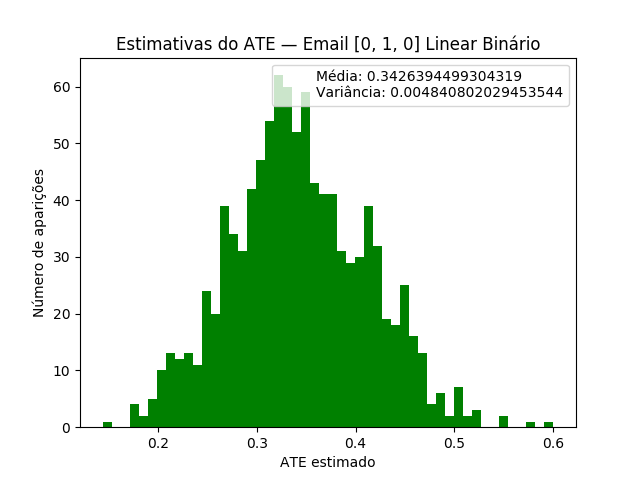 Estimativas do ATE — Email [0, 1, 0] Linear Binário
Média: 0.3426394499304319
Variância: 0.004840802029453544
Número de aparições
60
50
40
30
20
10
0
0.2 0.3 0.4 0.5 0.6
ATE estimado